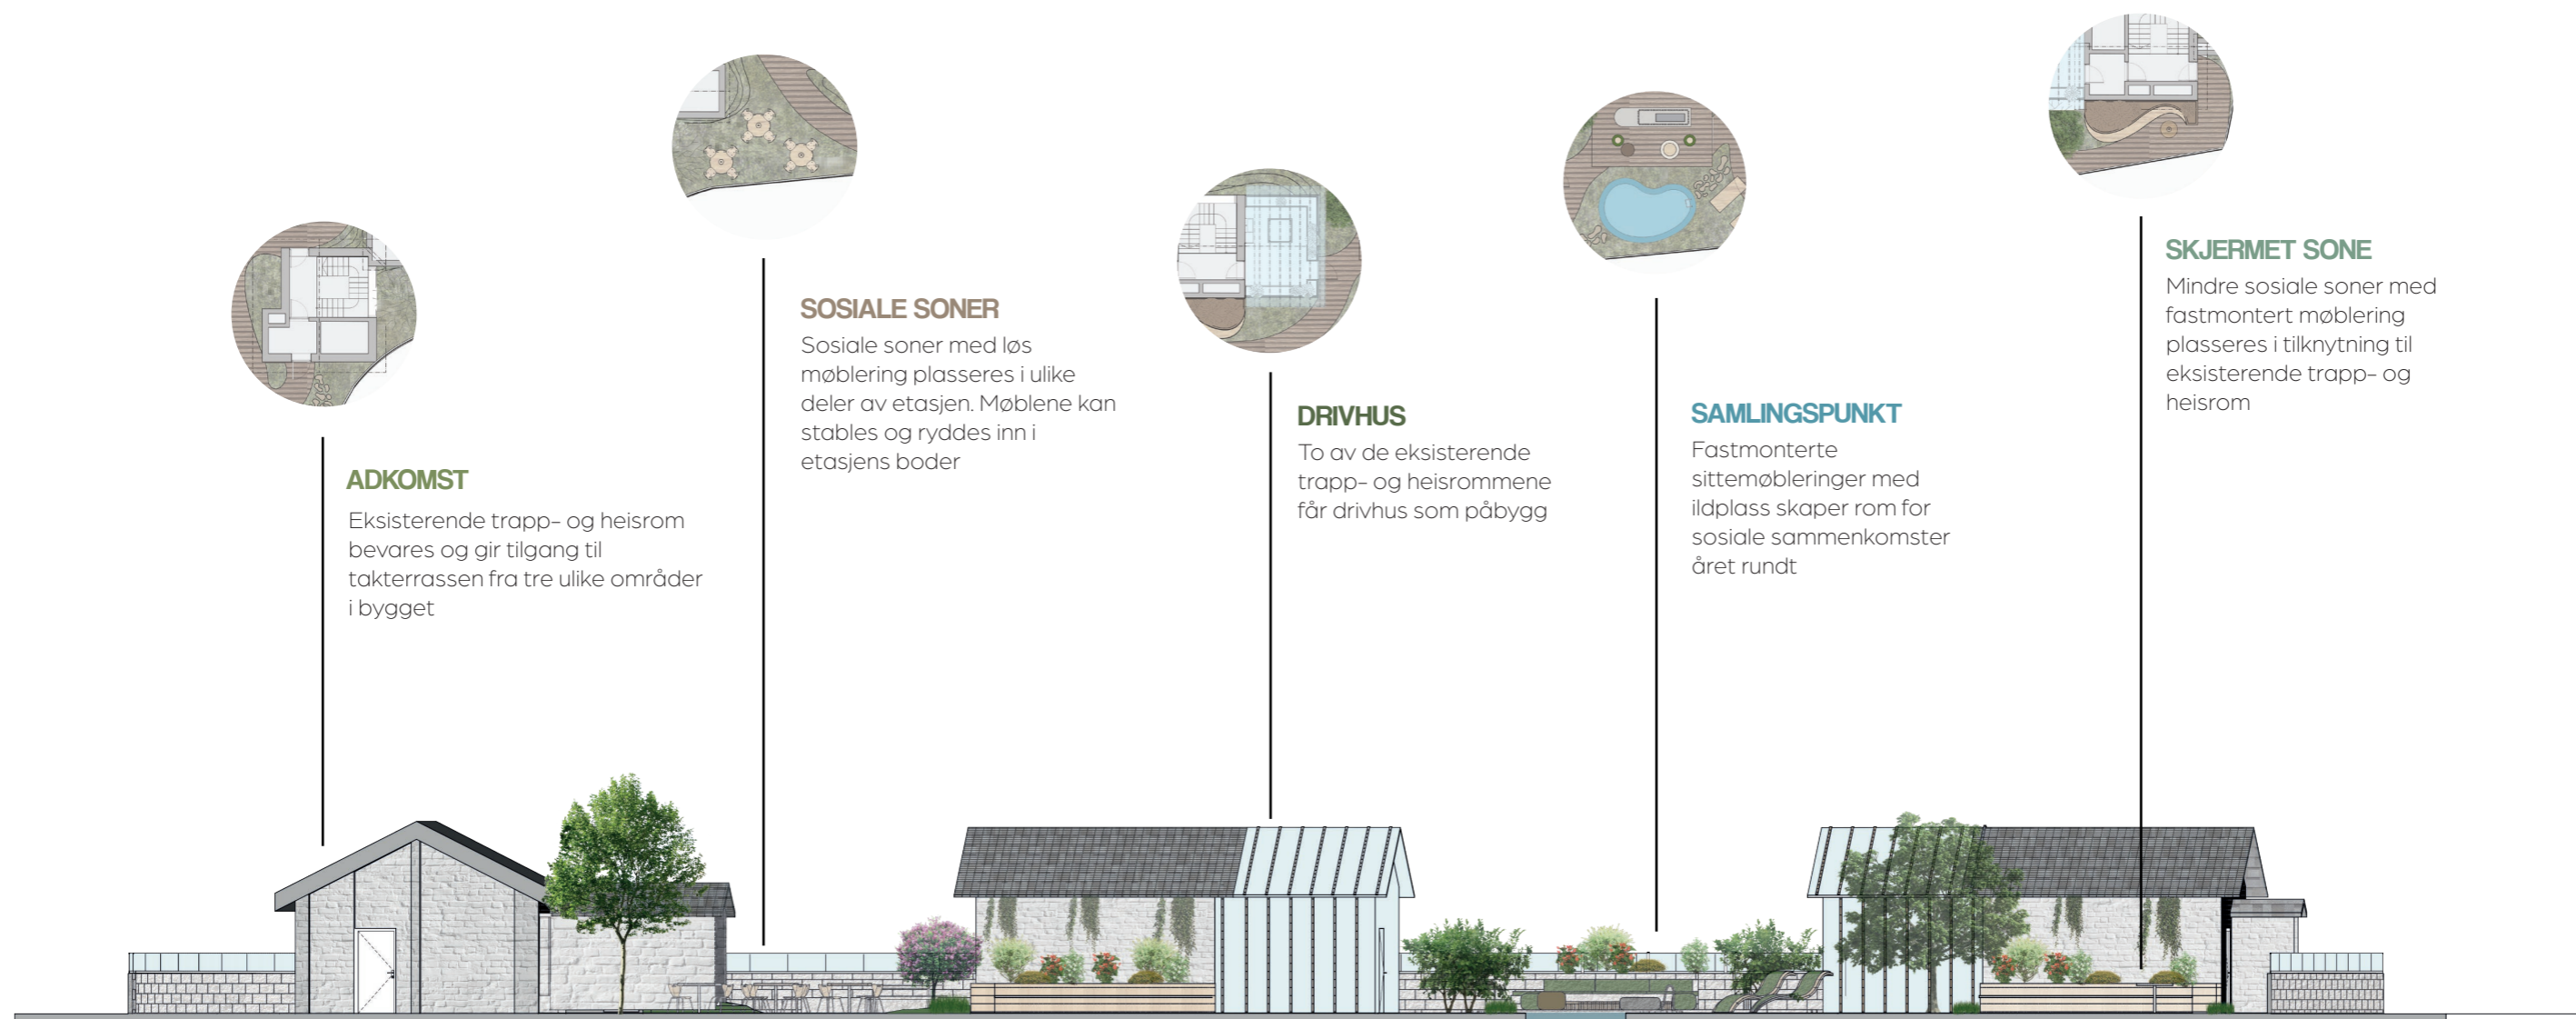 ADKOMST
Eksisterende trapp- og heisrom
bevares og gir tilgang til
takterrassen fra tre ulike områder
i bygget
SOSIALE SONER
Sosiale soner med løs
møblering plasseres i ulike
deler av etasjen. Møblene kan
stables og ryddes inn i
etasjens boder
DRIVHUS
To av de eksisterende
trapp- og heisrommene
får drivhus som påbygg
SAMLINGSPUNKT
Fastmonterte
sittemøbleringer med
ildplass skaper rom for
sosiale sammenkomster
året rundt
SKJERMET SONE
Mindre sosiale soner med
fastmontert møblering
plasseres i tilknytning til
eksisterende trapp- og
heisrom